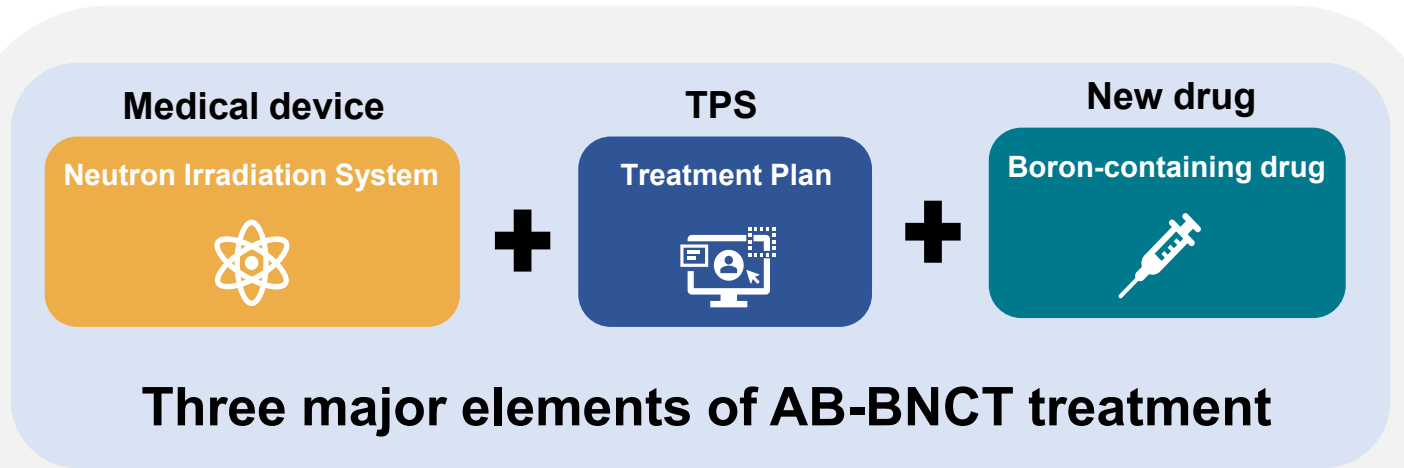 Medical device
Neutron Irradiation System
TPS
Treatment Plan
New drug
Boron-containing drug
Three major elements of AB-BNCT treatment